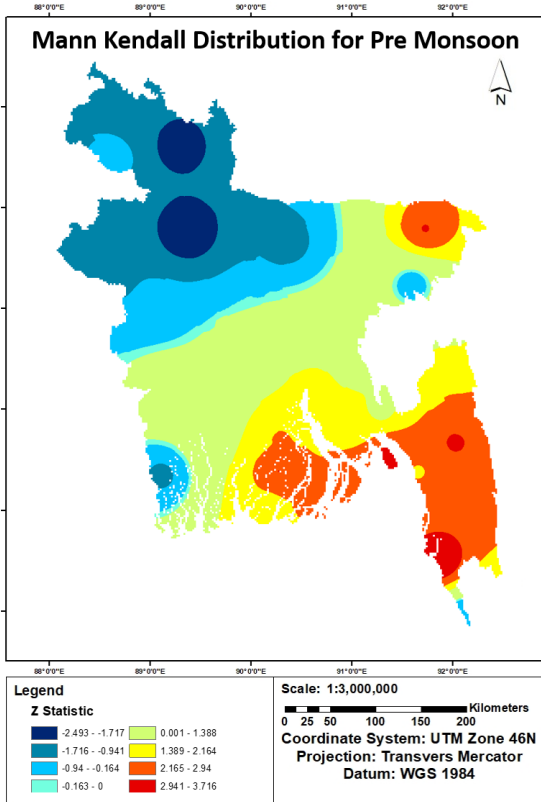 88°0'0"E 89°0'0"E 90°0'0"E 91°0'0"E 92°0'0"E
Mann Kendall Distribution for Pre Monsoon
N
88°0'0"E 89°0'0"E 90°0'0"E 91°0'0"E 92°0'0"E
Legend
Z Statistic
-2.493 - -1.717
-1.716 - -0.941
-0.94 - -0.164
-0.163 - 0
0.001 - 1.388
1.389 - 2.164
2.165 - 2.94
2.941 - 3.716
Scale: 1:3,000,000
Kilometers
0 25 50 100 150 200
Coordinate System: UTM Zone 46N
Projection: Transvers Mercator
Datum: WGS 1984